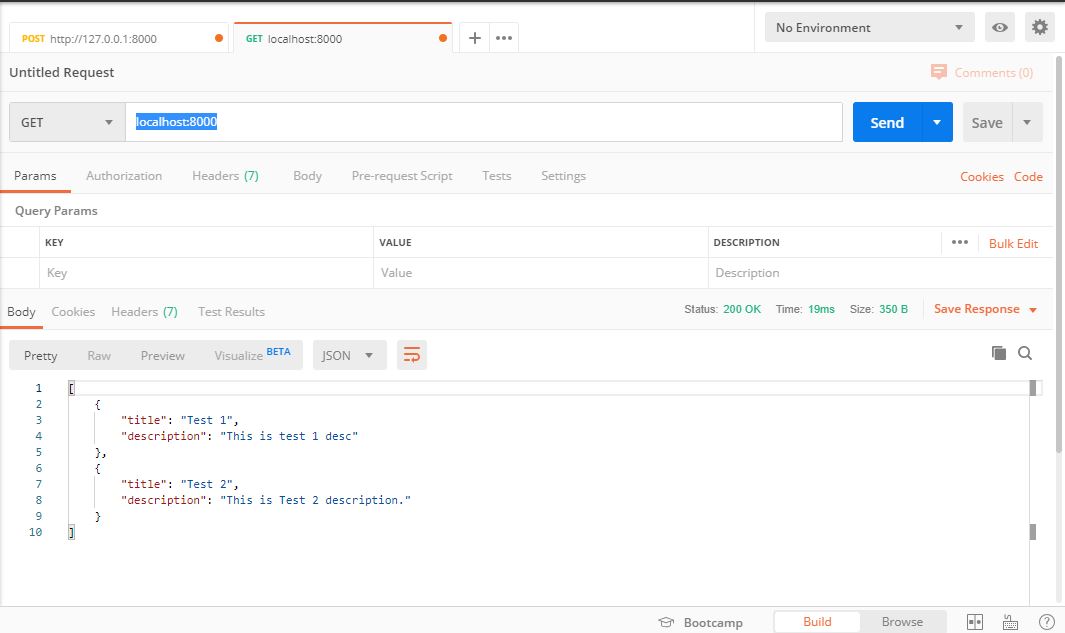 POST http://127.0.0.1:8000 GET localhost:8000 + ••• No Environment
Untitled Request Comments (0)
GET localhost:8000 Send Save
Params Authorization Headers (7) Body Pre-request Script Tests Settings Cookies Code
Query Params
KEY VALUE DESCRIPTION ••• Bulk Edit
Key Value Description
Body Cookies Headers (7) Test Results Status: 200 OK Time: 19ms Size: 350 B Save Response
Pretty Raw Preview Visualize BETA JSON
1 [
2 {
3 "title": "Test 1",
4 "description": "This is test 1 desc"
5 },
6 {
7 "title": "Test 2",
8 "description": "This is Test 2 description."
9 }
10 ]
Bootcamp Build Browse ?